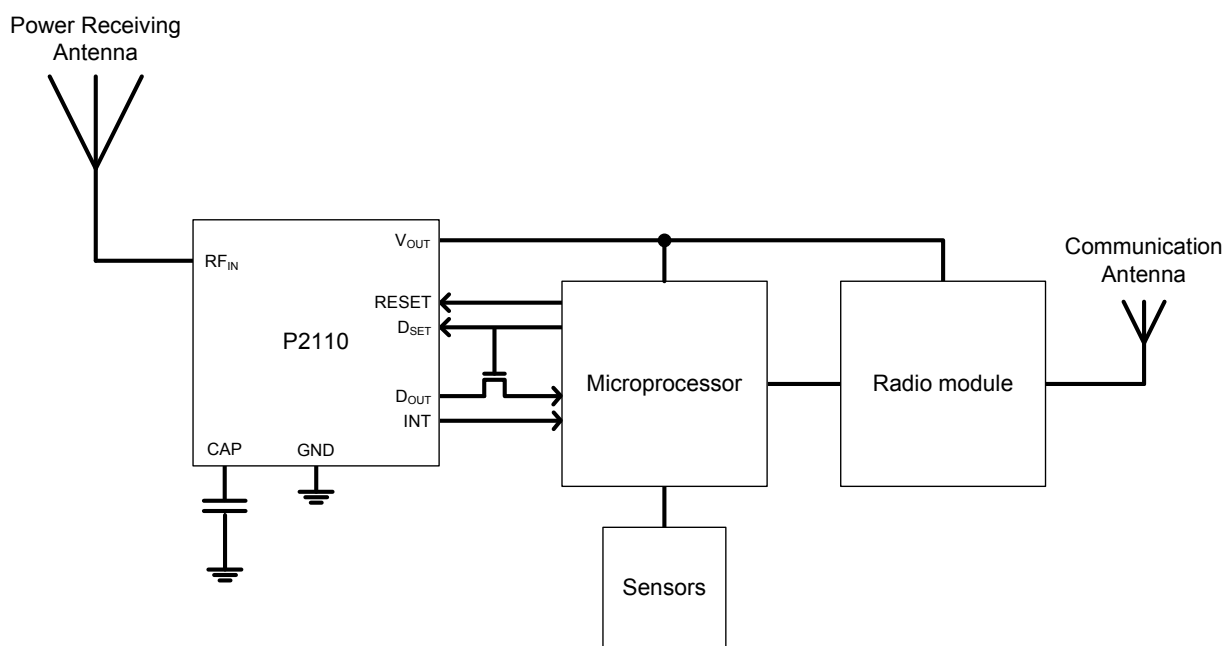 Power Receiving
Antenna
V_OUT
RF_IN
RESET
D_SET
P2110
D_OUT
INT
CAP
GND
Microprocessor
Radio module
Communication
Antenna
Sensors